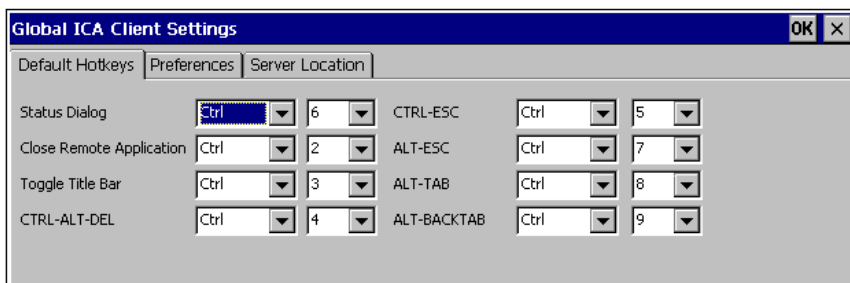 Global ICA Client Settings OK ×
Default Hotkeys Preferences Server Location
Status Dialog Ctrl 6 CTRL-ESC Ctrl 5
Close Remote Application Ctrl 2 ALT-ESC Ctrl 7
Toggle Title Bar Ctrl 3 ALT-TAB Ctrl 8
CTRL-ALT-DEL Ctrl 4 ALT-BACKTAB Ctrl 9